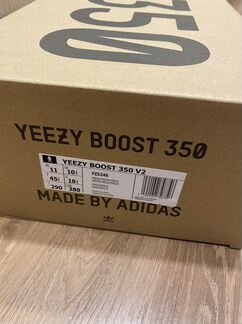 350
YEEZY BOOST 350
YEEZY BOOST 350 V2
11 10½ FZ5246
45⅓ 10½
290 280
MADE BY ADIDAS